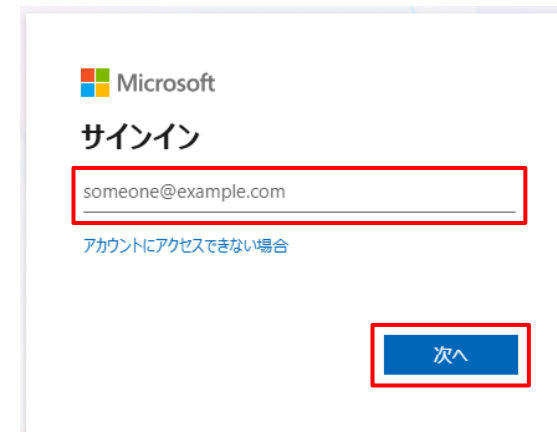 Microsoft
サインイン
someone@example.com
アカウントにアクセスできない場合
次へ